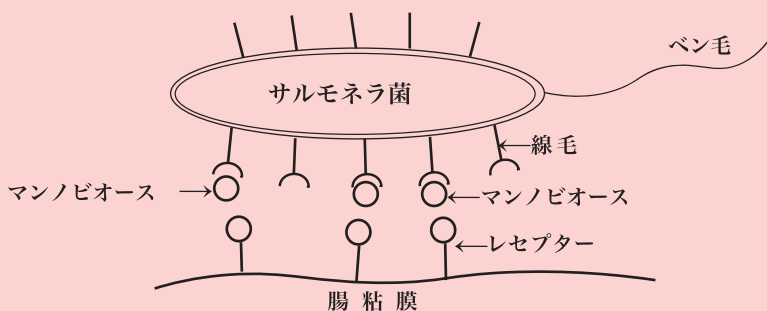 ベン毛
サルモネラ菌
線毛
マンノビオース
マンノビオース
レセプター
腸粘膜